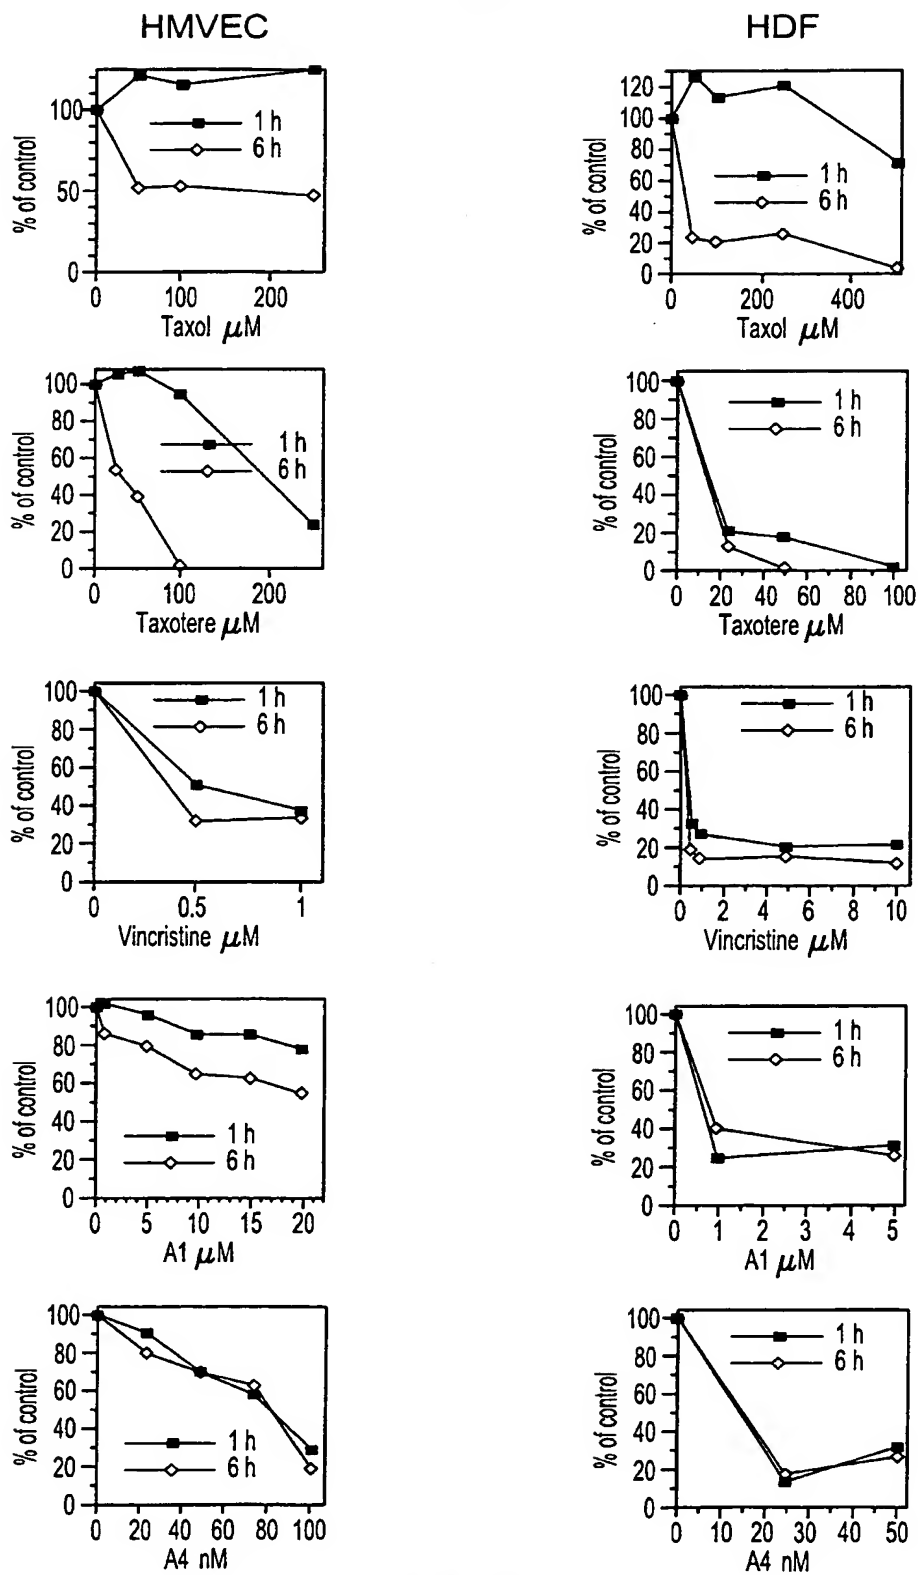 HMVEC
HDF
% of control
100
50
0
1 h
6 h
0 100 200
Taxol μM
% of control
120
100
80
60
40
20
0
1 h
6 h
0 200 400
Taxol μM
% of control
100
80
60
40
20
0
1 h
6 h
0 100 200
Taxotere μM
% of control
100
80
60
40
20
0
1 h
6 h
0 20 40 60 80 100
Taxotere μM
% of control
100
80
60
40
20
0
1 h
6 h
0 0.5 1
Vincristine μM
% of control
100
80
60
40
20
0
1 h
6 h
0 2 4 6 8 10
Vincristine μM
% of control
100
80
60
40
20
0
1 h
6 h
0 5 10 15 20
A1 μM
% of control
100
80
60
40
20
0
1 h
6 h
0 1 2 3 4 5
A1 μM
% of control
100
80
60
40
20
0
1 h
6 h
0 20 40 60 80 100
A4 nM
% of control
100
80
60
40
20
0
1 h
6 h
0 10 20 30 40 50
A4 nM